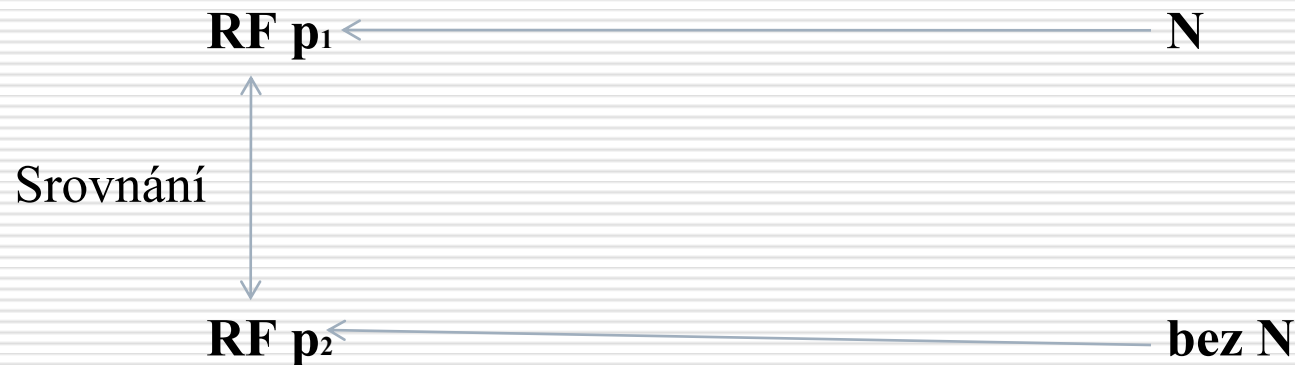 RF p₁ N
Srovnání
RF p₂ bez N